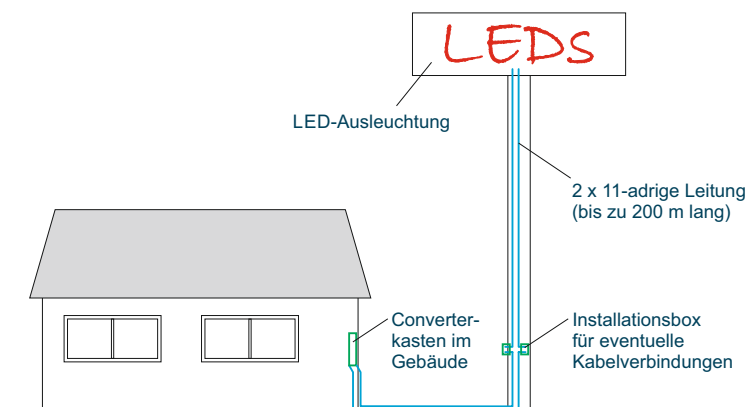 LEDS
LED-Ausleuchtung
2 x 11-adrige Leitung
(bis zu 200 m lang)
Converter-
kasten im
Gebäude
Installationsbox
für eventuelle
Kabelverbindungen